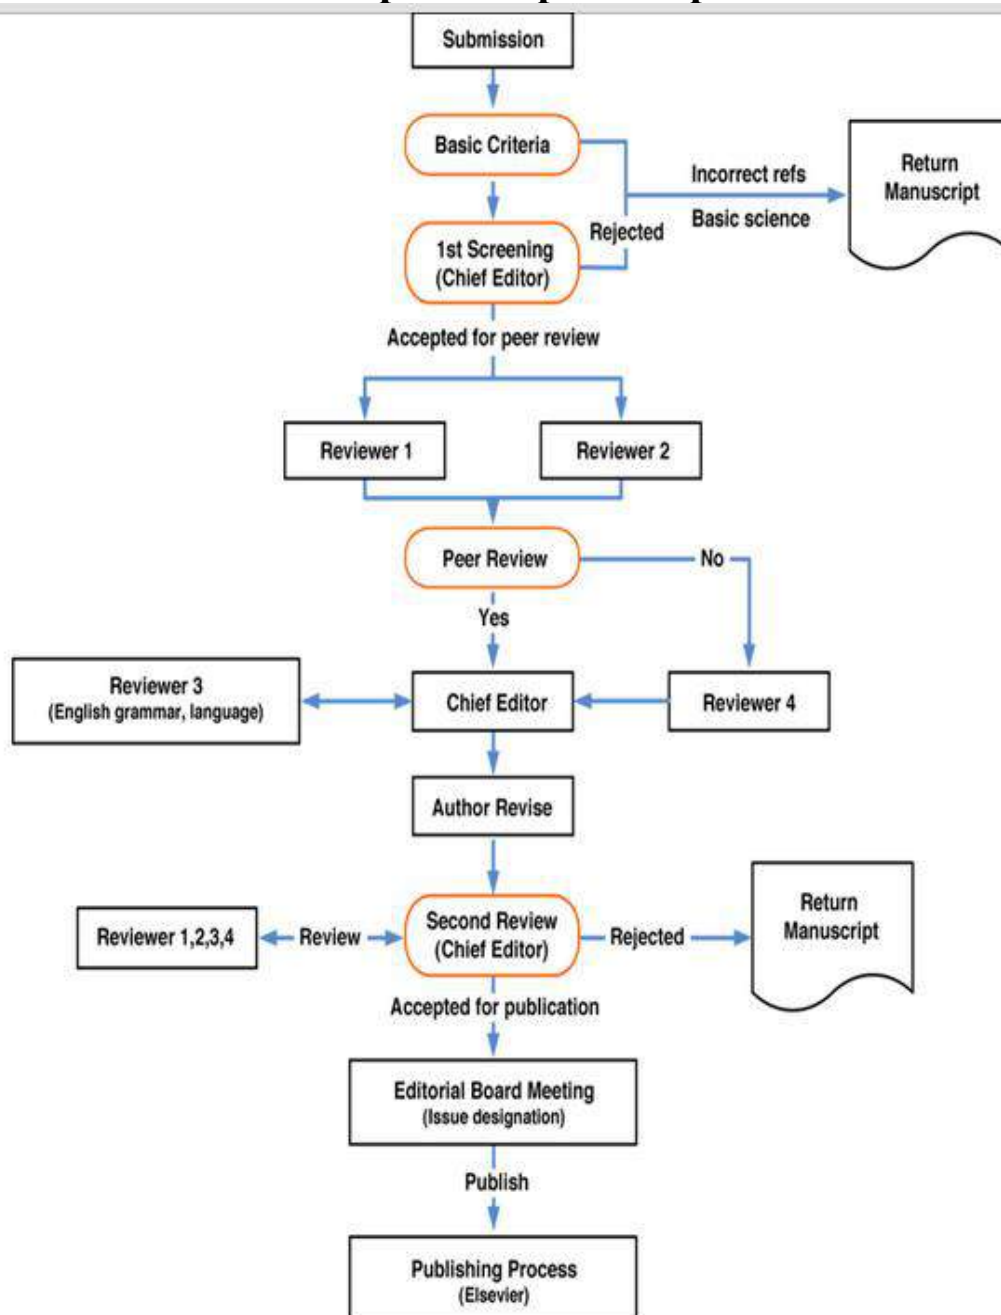 Submission
Basic Criteria
Incorrect refs
Basic science
Return
Manuscript
Rejected
1st Screening
(Chief Editor)
Accepted for peer review
Reviewer 1
Reviewer 2
Peer Review
No
Yes
Reviewer 3
(English grammar, language)
Chief Editor
Reviewer 4
Author Revise
Reviewer 1,2,3,4
Review
Second Review
(Chief Editor)
Rejected
Return
Manuscript
Accepted for publication
Editorial Board Meeting
(Issue designation)
Publish
Publishing Process
(Elsevier)